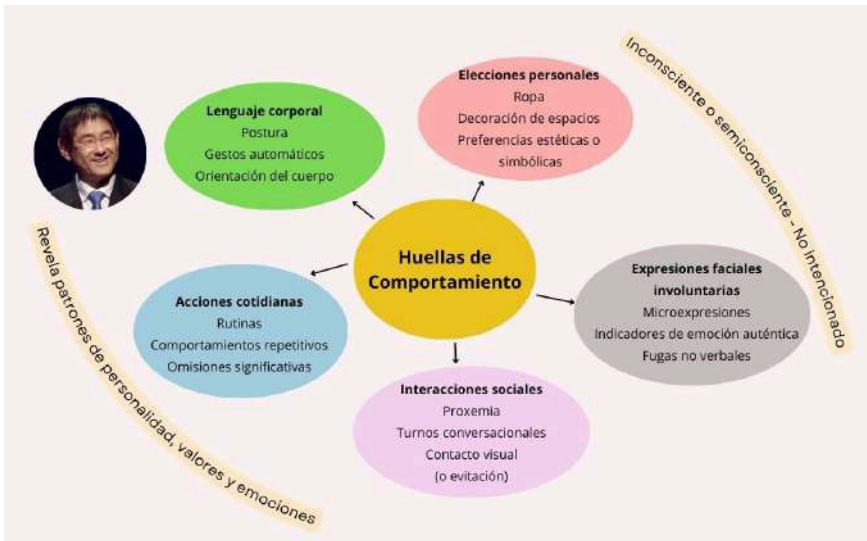 Inconsciente o semiconsciente - No intencionado
Elecciones personales
Ropa
Decoración de espacios
Preferencias estéticas o
simbólicas
Lenguaje corporal
Postura
Gestos automáticos
Orientación del cuerpo
Huellas de
Comportamiento
Expresiones faciales
involuntarias
Microexpresiones
Indicadores de emoción auténtica
Fugas no verbales
Acciones cotidianas
Rutinas
Comportamientos repetitivos
Omisiones significativas
Interacciones sociales
Proxemia
Turnos conversacionales
Contacto visual
(o evitación)
Revela patrones de personalidad, valores y emociones